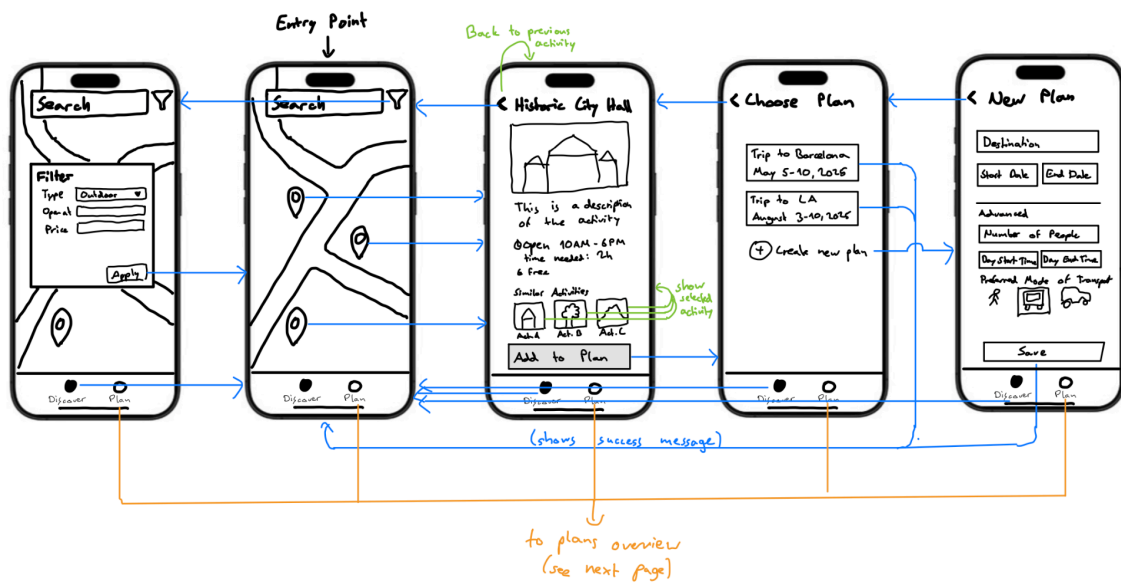 Entry Point
Back to previous
activity
Search
Filter
Type Outdoor
Open at
Price
Apply
Discover Plan
Search
Discover Plan
< Historic City Hall
This is a description
of the activity
Open 10AM - 6PM
time needed: 2h
free
Similar Activities
Act. A Act. B Act. C
show
selected
activity
Add to Plan
Discover Plan
< Choose Plan
Trip to Barcelona
May 5-10, 2025
Trip to LA
August 3-10, 2025
+ Create new plan
Discover Plan
< New Plan
Destination
Start Date End Date
Advanced
Number of People
Day Start Time Day End Time
Preferred Mode of Transport
Save
Discover Plan
(shows success message)
to plans overview
(see next page)